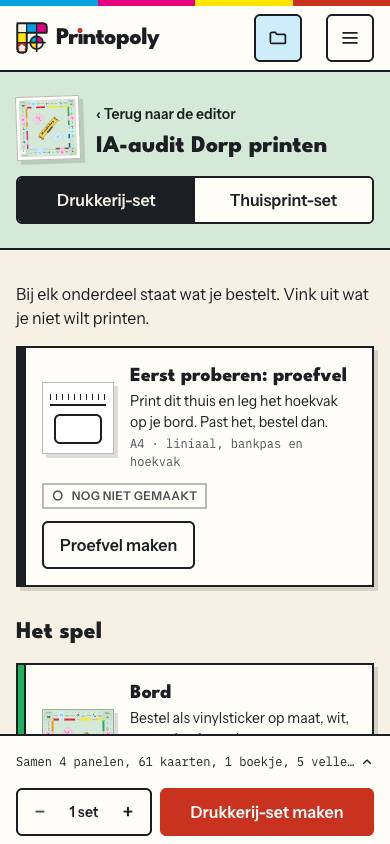 Printopoly
‹ Terug naar de editor
IA-audit Dorp printen
Drukkerij-set
Thuisprint-set
Bij elk onderdeel staat wat je bestelt. Vink uit wat
je niet wilt printen.
Eerst proberen: proefvel
Print dit thuis en leg het hoekvak
op je bord. Past het, bestel dan.
A4 · liniaal, bankpas en
hoekvak
NOG NIET GEMAAKT
Proefvel maken
Het spel
Bord
Bestel als vinylsticker op maat, wit,
Samen 4 panelen, 61 kaarten, 1 boekje, 5 velle…
− 1 set +
Drukkerij-set maken